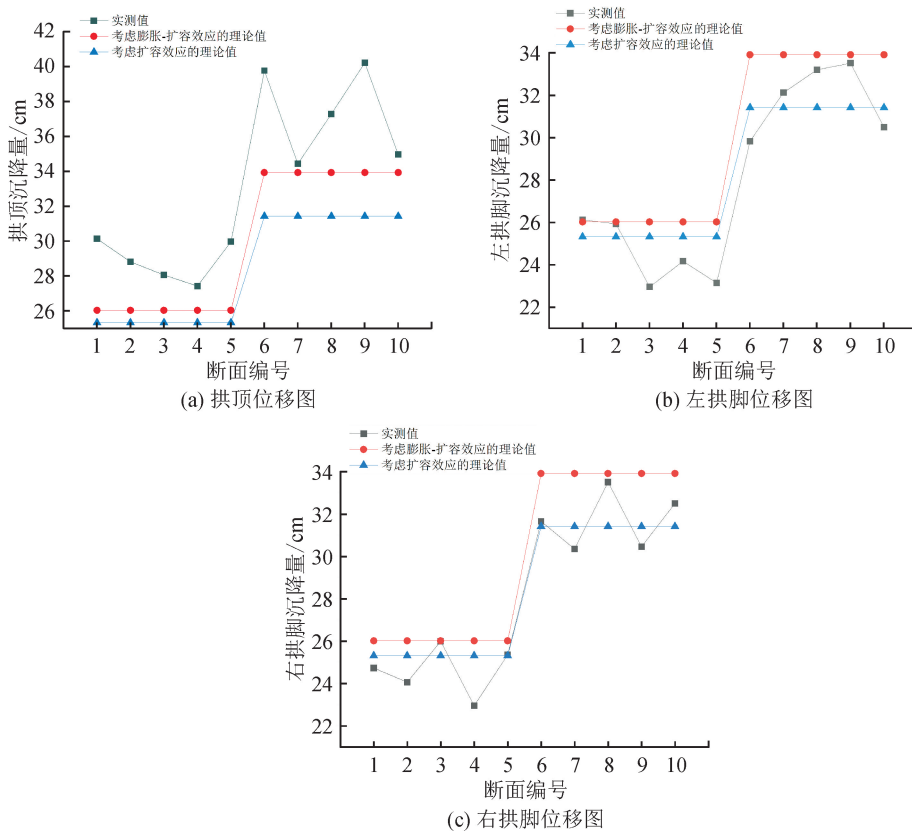 实测值
考虑膨胀-扩容效应的理论值
考虑扩容效应的理论值
拱顶沉降量/cm
42
40
38
36
34
32
30
28
26
1 2 3 4 5 6 7 8 9 10
断面编号
(a) 拱顶位移图
实测值
考虑膨胀-扩容效应的理论值
考虑扩容效应的理论值
左拱脚沉降量/cm
34
32
30
28
26
24
22
1 2 3 4 5 6 7 8 9 10
断面编号
(b) 左拱脚位移图
实测值
考虑膨胀-扩容效应的理论值
考虑扩容效应的理论值
右拱脚沉降量/cm
34
32
30
28
26
24
22
1 2 3 4 5 6 7 8 9 10
断面编号
(c) 右拱脚位移图